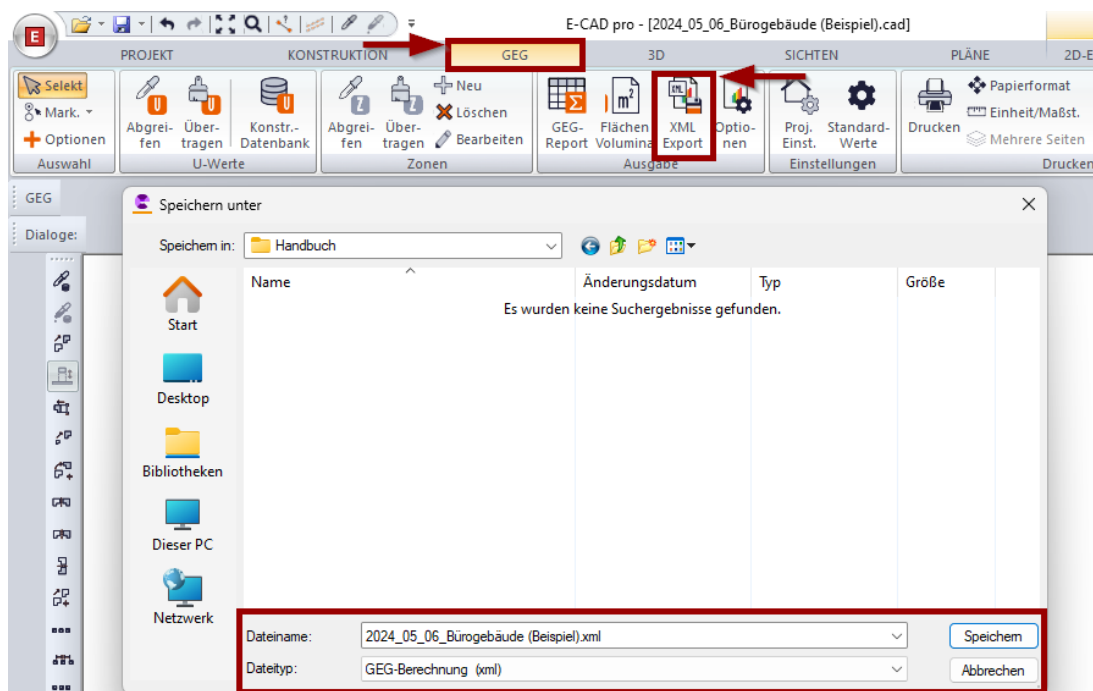 E-CAD pro - [2024_05_06_Bürogebäude (Beispiel).cad]
E
PROJEKT KONSTRUKTION GEG 3D SICHTEN PLÄNE 2D-E
Selekt
Mark.
Optionen
Auswahl
Abgrei-
fen
Über-
tragen
Konstr.-
Datenbank
U-Werte
Abgrei-
fen
Über-
tragen
Neu
Löschen
Bearbeiten
Zonen
GEG-
Report
Flächen
Volumina
XML
Export
Optio-
nen
Ausgabe
Proj.
Einst.
Standard-
Werte
Einstellungen
Drucken
Papierformat
Einheit/Maßst.
Mehrere Seiten
Drucken
GEG
Dialoge:
Speichern unter
Speichern in: Handbuch
Name Änderungsdatum Typ Größe
Es wurden keine Suchergebnisse gefunden.
Start
Desktop
Bibliotheken
Dieser PC
Netzwerk
Dateiname: 2024_05_06_Bürogebäude (Beispiel).xml Speichern
Dateityp: GEG-Berechnung (xml) Abbrechen